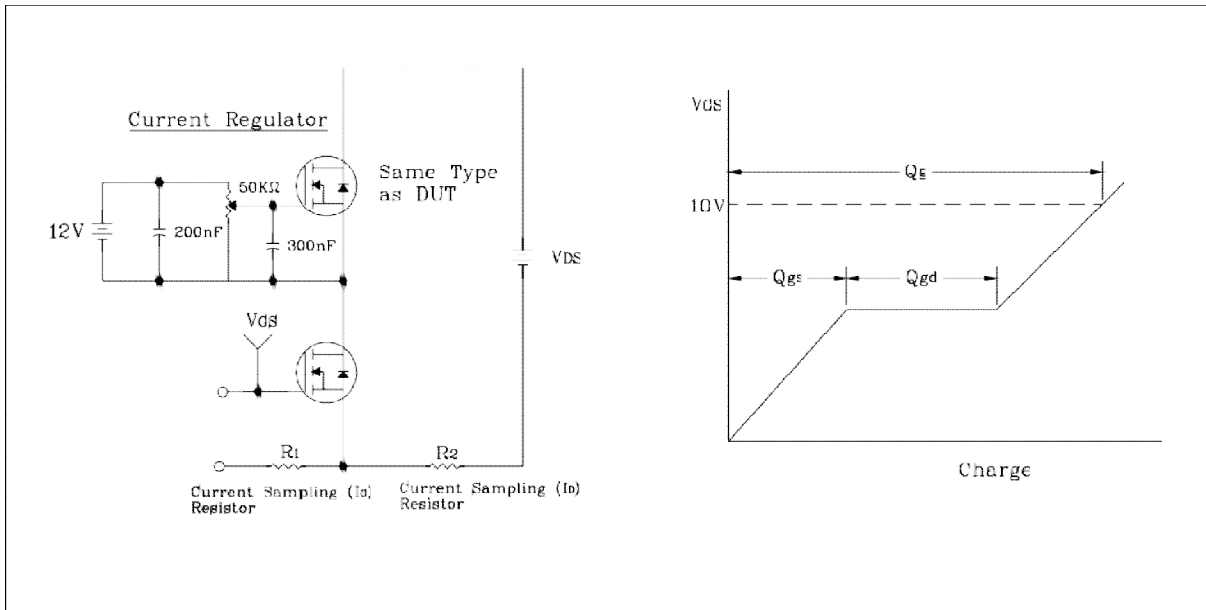 Current Regulator
50KΩ
Same Type
as DUT
12V
200nF
300nF
VDS
VdS
R1
R2
Current Sampling (IG)
Resistor
Current Sampling (ID)
Resistor
VdS
Qg
10V
Qgs
Qgd
Charge